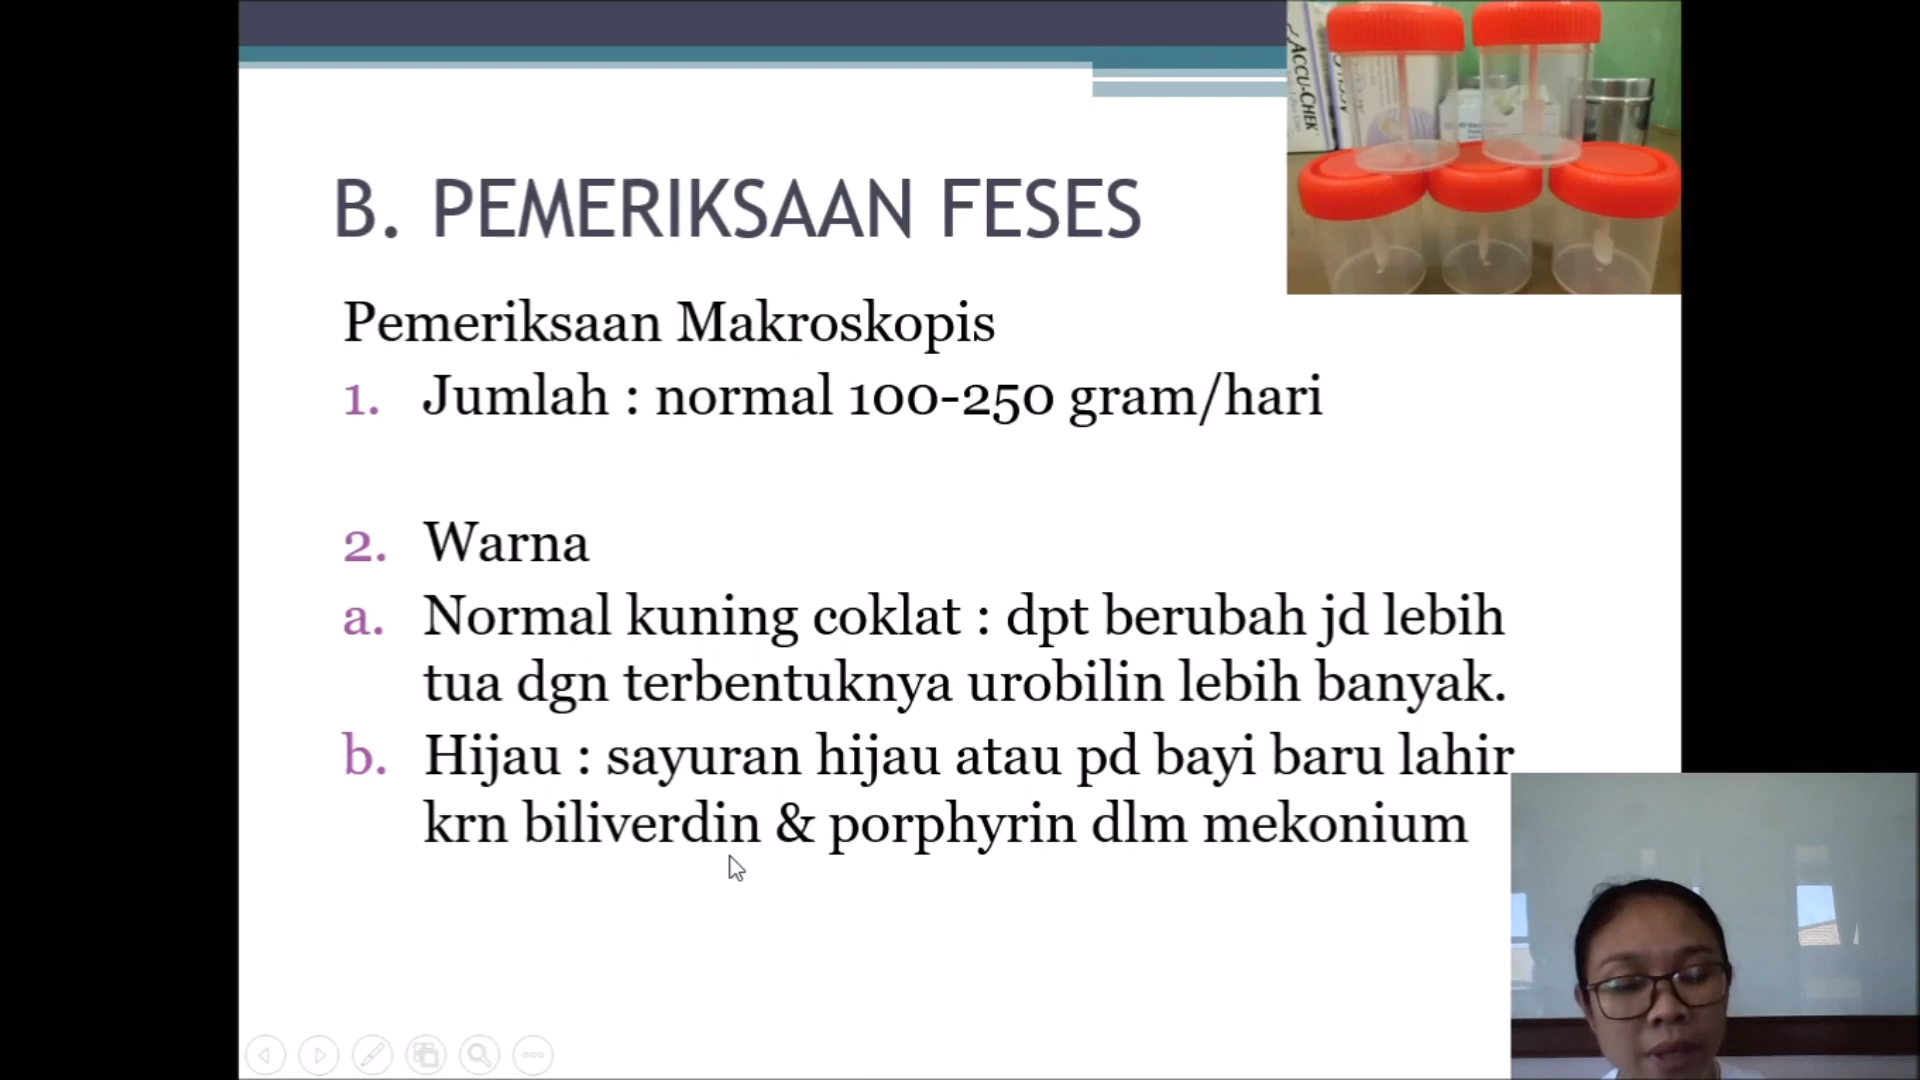 ACCU-CHEK
B. PEMERIKSAAN FESES
Pemeriksaan Makroskopis
1. Jumlah : normal 100-250 gram/hari
2. Warna
a. Normal kuning coklat : dpt berubah jd lebih
tua dgn terbentuknya urobilin lebih banyak.
b. Hijau : sayuran hijau atau pd bayi baru lahir
krn biliverdin & porphyrin dlm mekonium